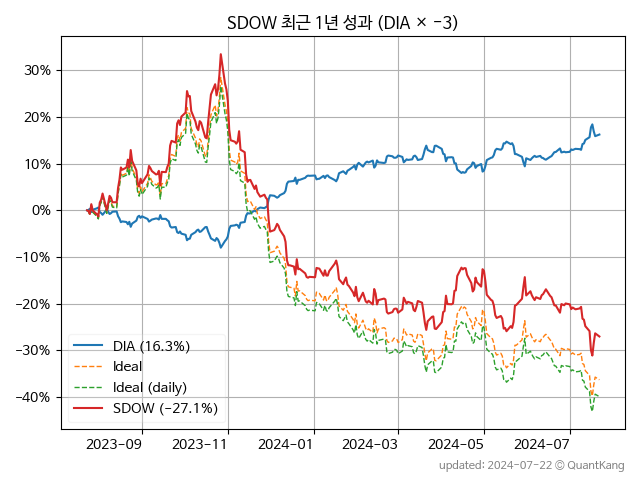 SDOW 최근 1년 성과 (DIA × −3)
30%
20%
10%
0%
−10%
−20%
−30%
−40%
DIA (16.3%)
Ideal
Ideal (daily)
SDOW (−27.1%)
2023-09
2023-11
2024-01
2024-03
2024-05
2024-07
updated: 2024-07-22 © QuantKang